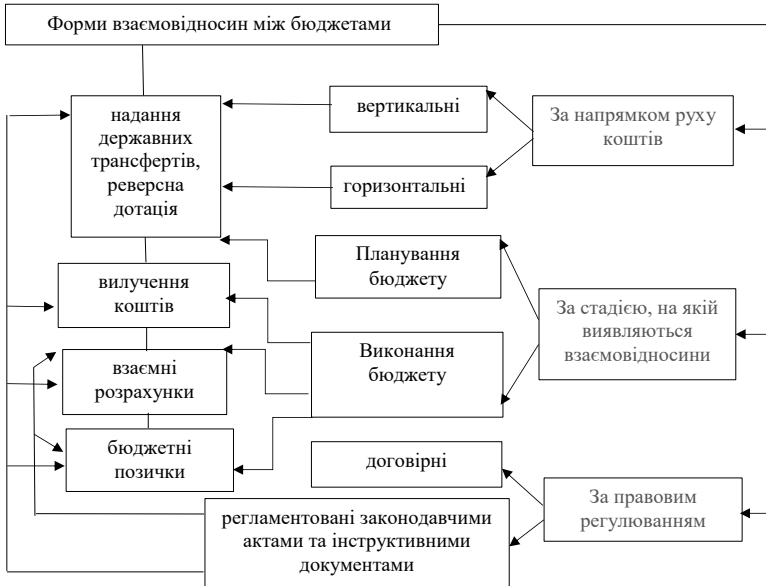 Форми взаємовідносин між бюджетами
надання
державних
трансфертів,
реверсна
дотація
вертикальні
За напрямком руху
коштів
горизонтальні
Планування
бюджету
вилучення
коштів
За стадією, на якій
виявляються
взаємовідносини
Виконання
бюджету
взаємні
розрахунки
бюджетні
позички
договірні
За правовим
регулюванням
регламентовані законодавчими
актами та інструктивними
документами